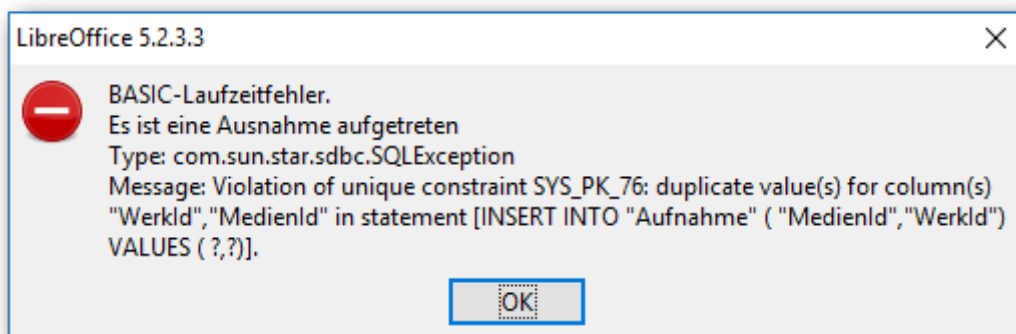 LibreOffice 5.2.3.3
BASIC-Laufzeitfehler.
Es ist eine Ausnahme aufgetreten
Type: com.sun.star.sdbc.SQLException
Message: Violation of unique constraint SYS_PK_76: duplicate value(s) for column(s)
"WerkId","MedienId" in statement [INSERT INTO "Aufnahme" ( "MedienId","WerkId")
VALUES ( ?,?)].
OK